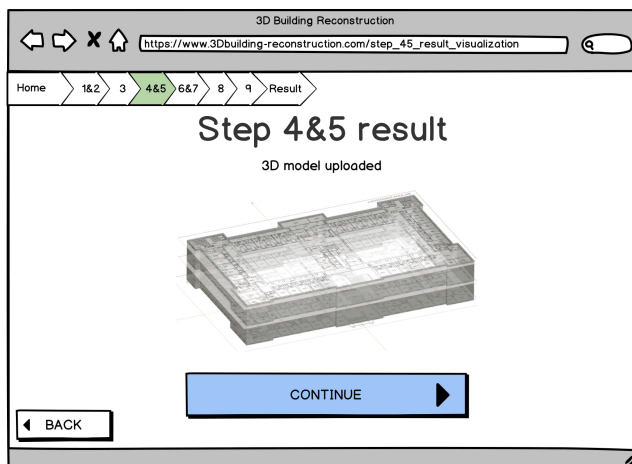 3D Building Reconstruction
https://www.3Dbuilding-reconstruction.com/step_45_result_visualization
Home 1&2 3 4&5 6&7 8 9 Result
Step 4&5 result
3D model uploaded
CONTINUE
BACK